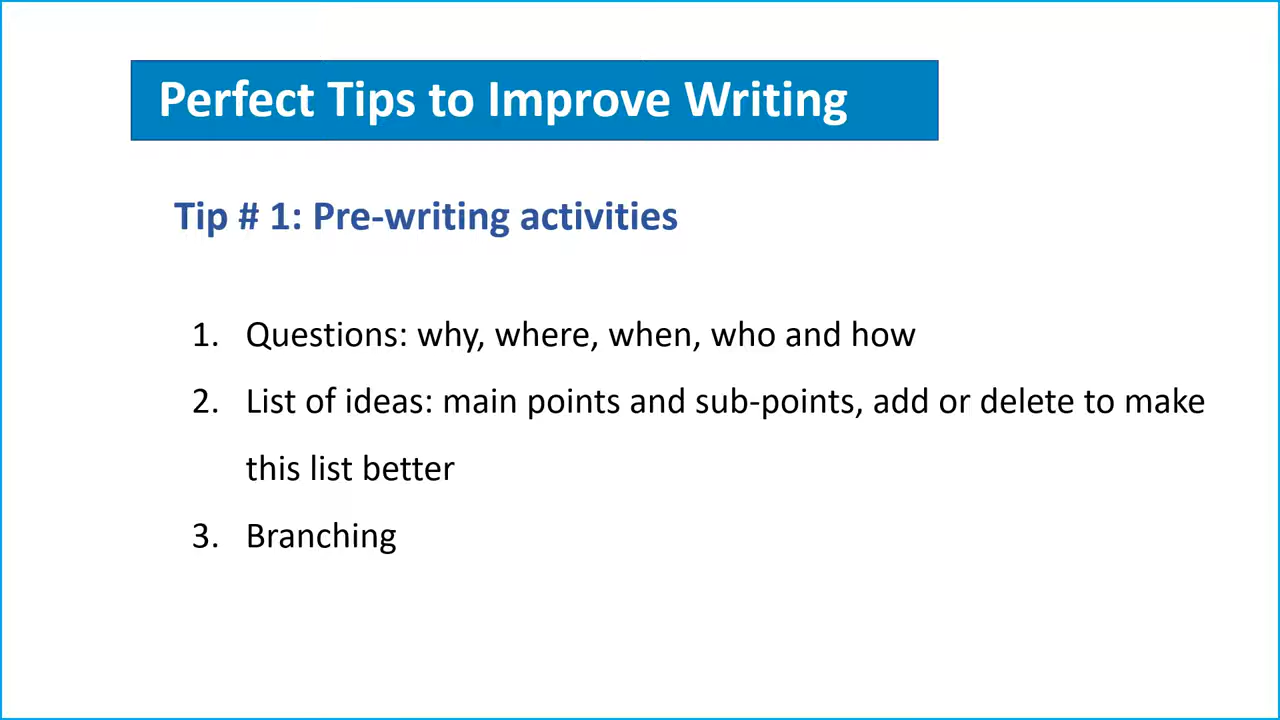 Perfect Tips to Improve Writing
Tip # 1: Pre-writing activities
1. Questions: why, where, when, who and how
2. List of ideas: main points and sub-points, add or delete to make
this list better
3. Branching